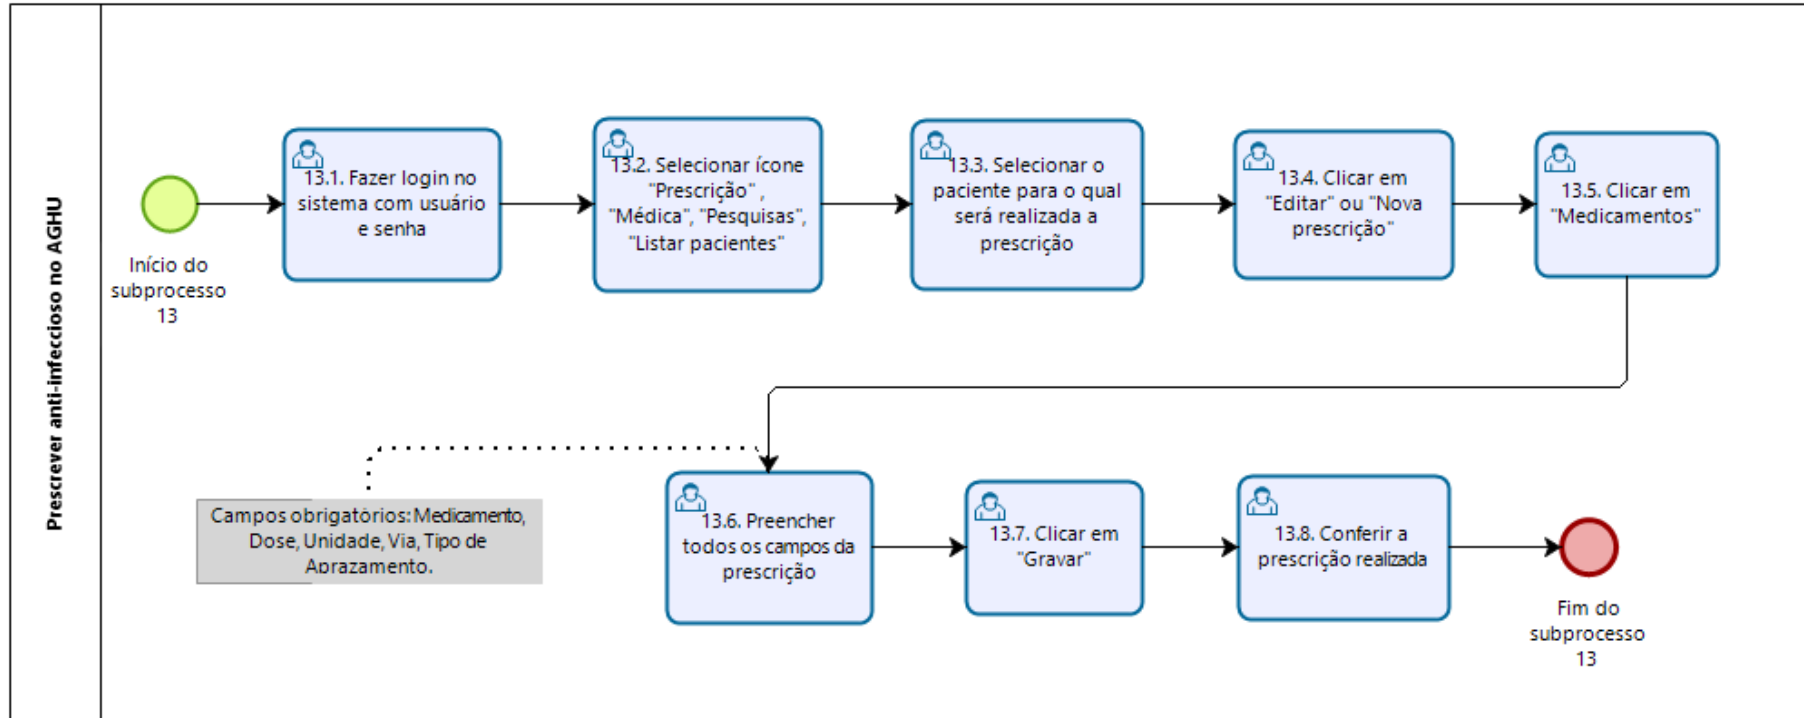 Prescrever anti-infeccioso no AGHU
Início do
subprocesso
13
13.1. Fazer login no
sistema com usuário
e senha
13.2. Selecionar ícone
"Prescrição",
"Médica", "Pesquisas",
"Listar pacientes"
13.3. Selecionar o
paciente para o qual
será realizada a
prescrição
13.4. Clicar em
"Editar" ou "Nova
prescrição"
13.5. Clicar em
"Medicamentos"
Campos obrigatórios: Medicamento,
Dose, Unidade, Via, Tipo de
Aprazamento.
13.6. Preencher
todos os campos da
prescrição
13.7. Clicar em
"Gravar"
13.8. Conferir a
prescrição realizada
Fim do
subprocesso
13